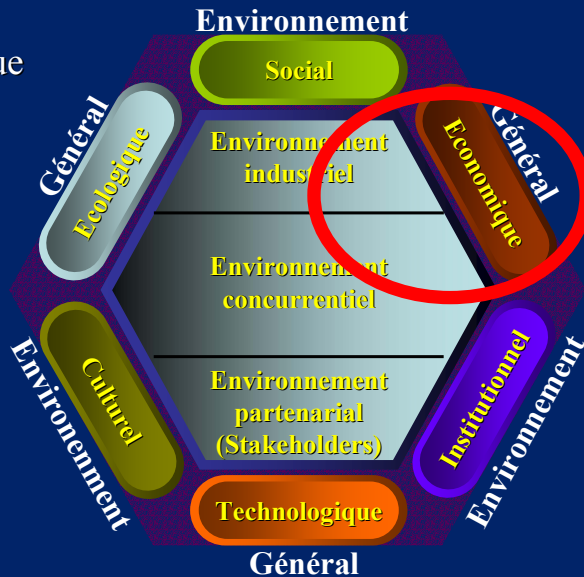 Environnement
ue
Social
Général
Ecologique
Economique
Général
Environnement
industriel
Environnement
concurrentiel
Environnement
partenarial
(Stakeholders)
Culturel
Environenment
Institutionnel
Environnement
Technologique
Général